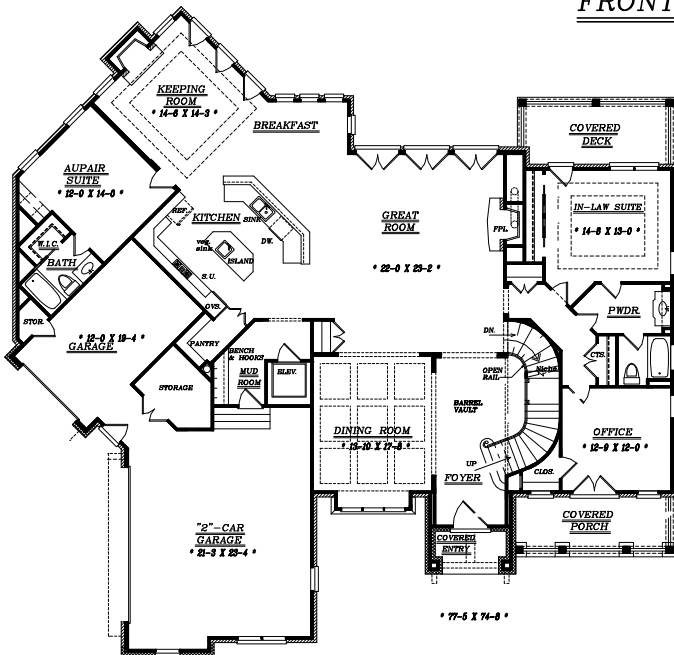 FRONT
KEEPING
ROOM
* 14-6 X 14-3 *
BREAKFAST
COVERED
DECK
AUPAIR
SUITE
* 12-0 X 14-0 *
REF.
KITCHEN
SINK
DW.
veg.
sink
ISLAND
S.U.
OVS.
GREAT
ROOM
* 22-0 X 23-2 *
FPL.
IN-LAW SUITE
* 14-8 X 13-0 *
W.I.C.
BATH
STOR.
* 12-0 X 19-4 *
GARAGE
PANTRY
STORAGE
BENCH
& HOOKS
MUD
ROOM
ELEV.
PWDR.
CTS.
DN.
Niche
OPEN
RAIL
BARREL
VAULT
DINING ROOM
* 13-10 X 17-8 *
UP
FOYER
CLOS.
OFFICE
* 12-9 X 12-0 *
COVERED
PORCH
COVERED
ENTRY
"2"-CAR
GARAGE
* 21-3 X 23-4 *
* 77-5 X 74-8 *